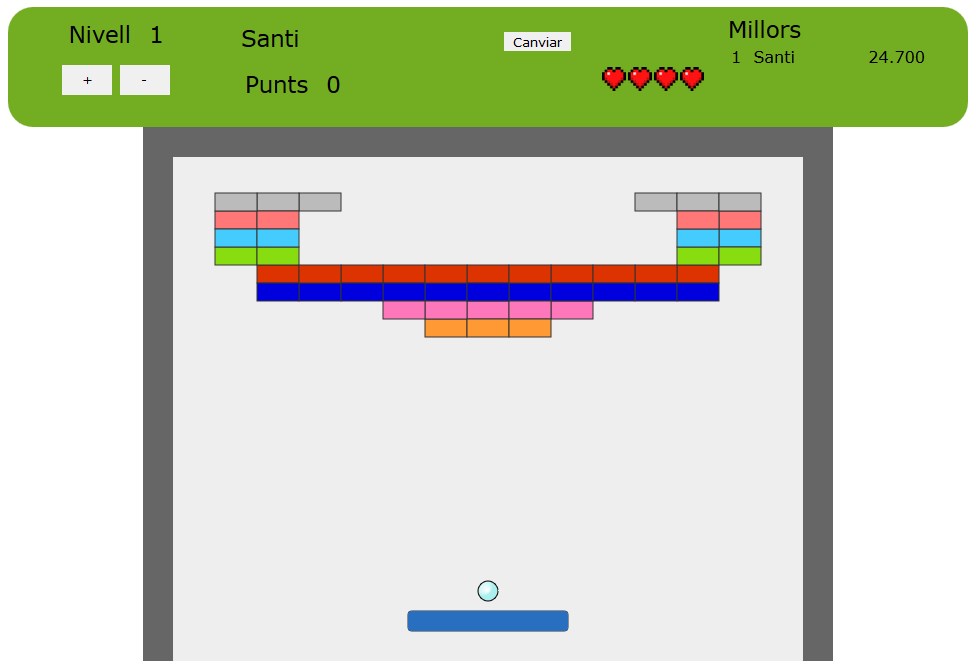 Nivell 1
+ -
Santi
Punts 0
Canviar
Millors
1 Santi 24.700